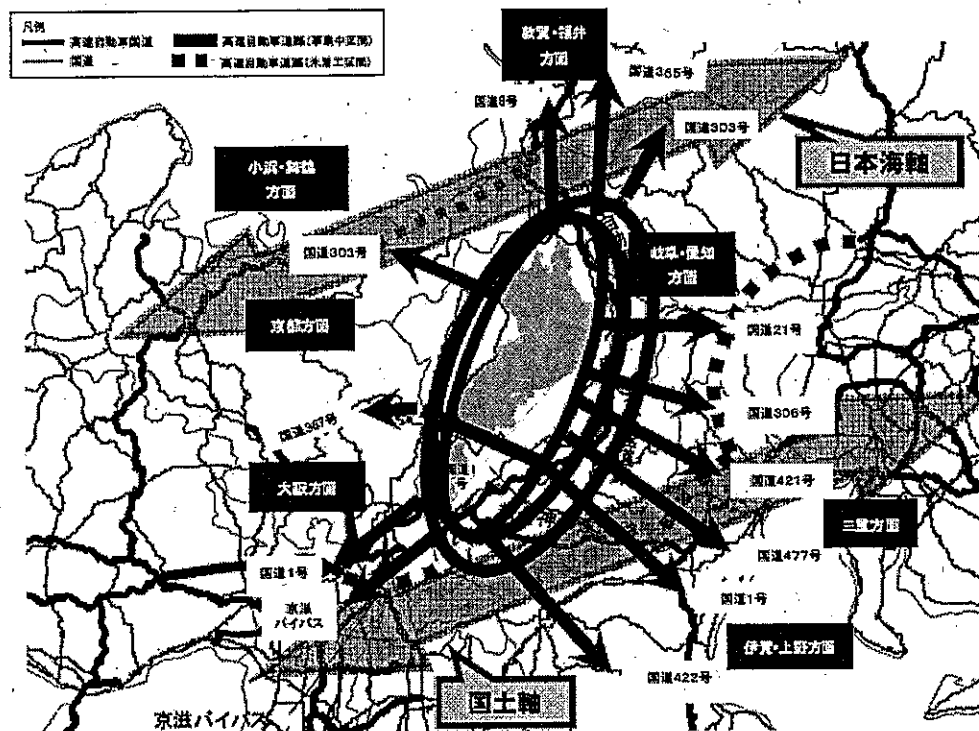 凡例
高速自動車国道
高速自動車道路(事業中区間)
国道
高速自動車道路(未着工区間)
敦賀・福井
方面
国道365号
国道8号
国道303号
日本海軸
小浜・舞鶴
方面
国道303号
岐阜・愛知
方面
京都方面
国道21号
国道306号
国道367号
国道1
号
大阪方面
国道421号
三重方面
国道477号
国道1号
国道1号
京滋
バイパス
伊賀・上野方面
国道422号
国土軸
京滋バイパス